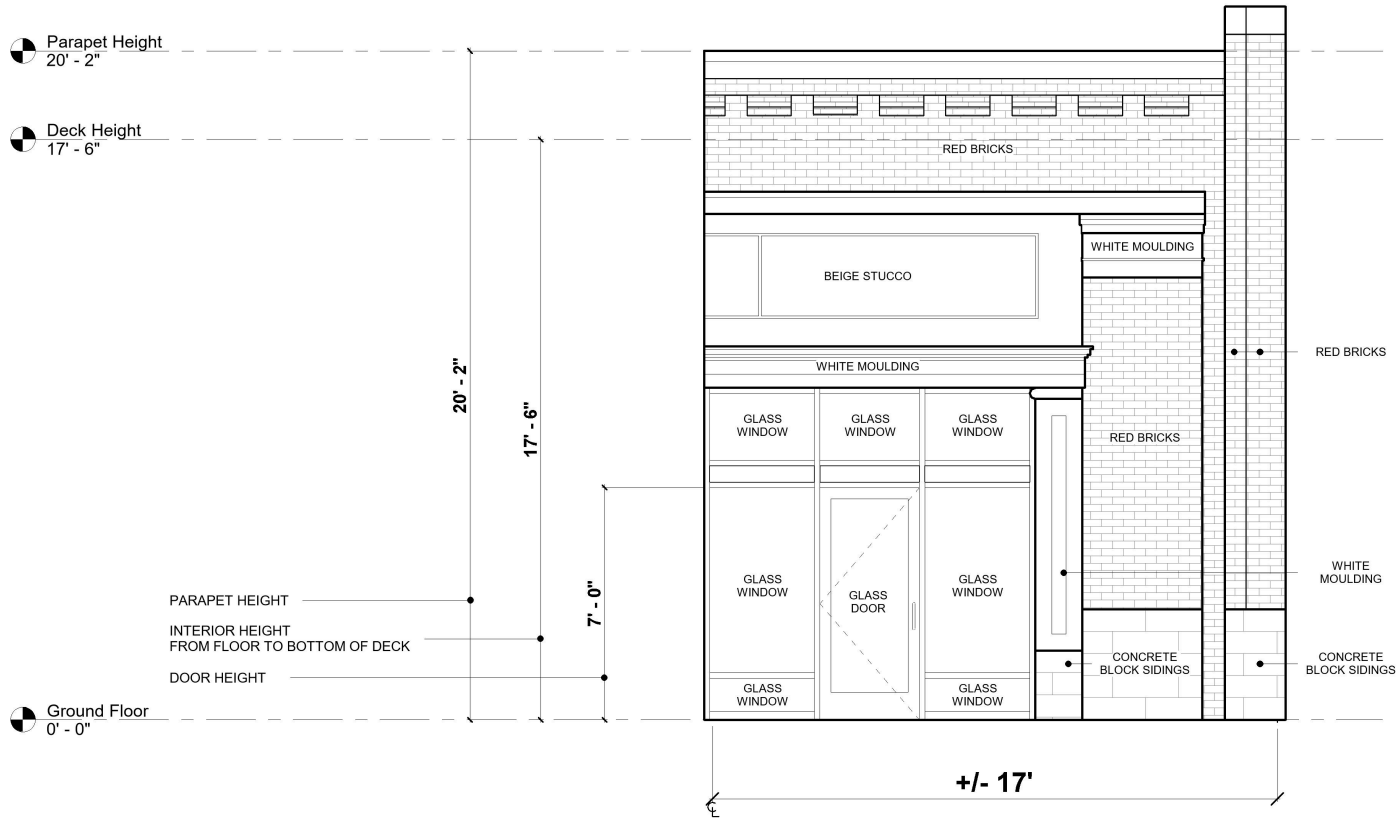 Parapet Height
20' - 2"
Deck Height
17' - 6"
RED BRICKS
WHITE MOULDING
BEIGE STUCCO
RED BRICKS
WHITE MOULDING
20' - 2"
17' - 6"
GLASS
WINDOW
GLASS
WINDOW
GLASS
WINDOW
RED BRICKS
7' - 0"
GLASS
WINDOW
GLASS
DOOR
GLASS
WINDOW
WHITE
MOULDING
PARAPET HEIGHT
INTERIOR HEIGHT
FROM FLOOR TO BOTTOM OF DECK
DOOR HEIGHT
CONCRETE
BLOCK SIDINGS
CONCRETE
BLOCK SIDINGS
GLASS
WINDOW
GLASS
WINDOW
Ground Floor
0' - 0"
+/- 17'
℄